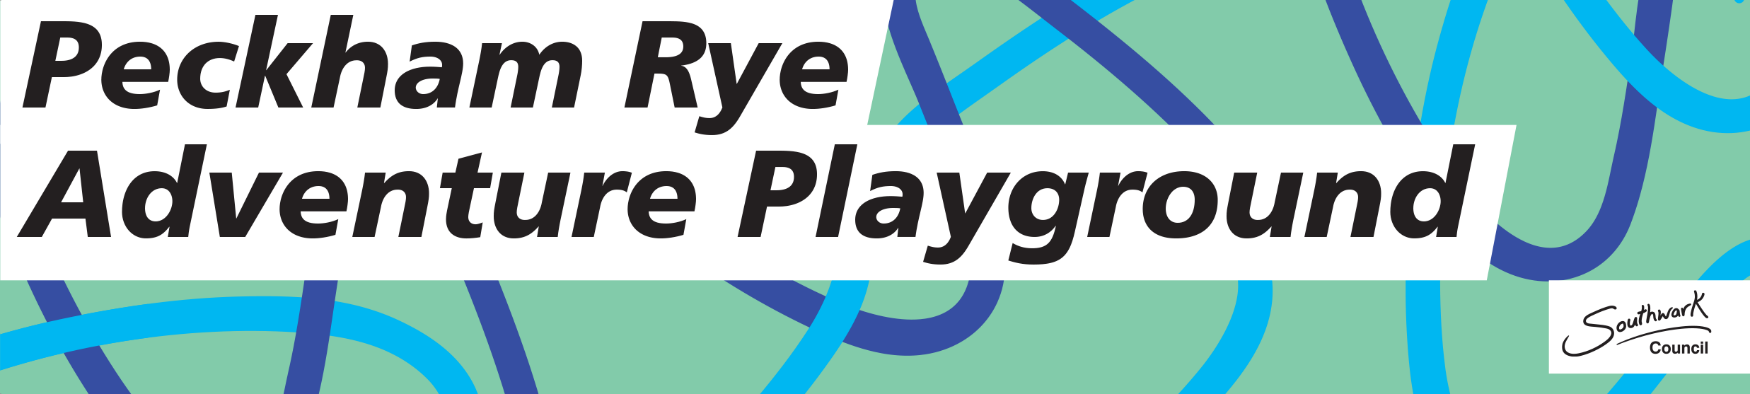 Peckham Rye
Adventure Playground
Southwark
Council